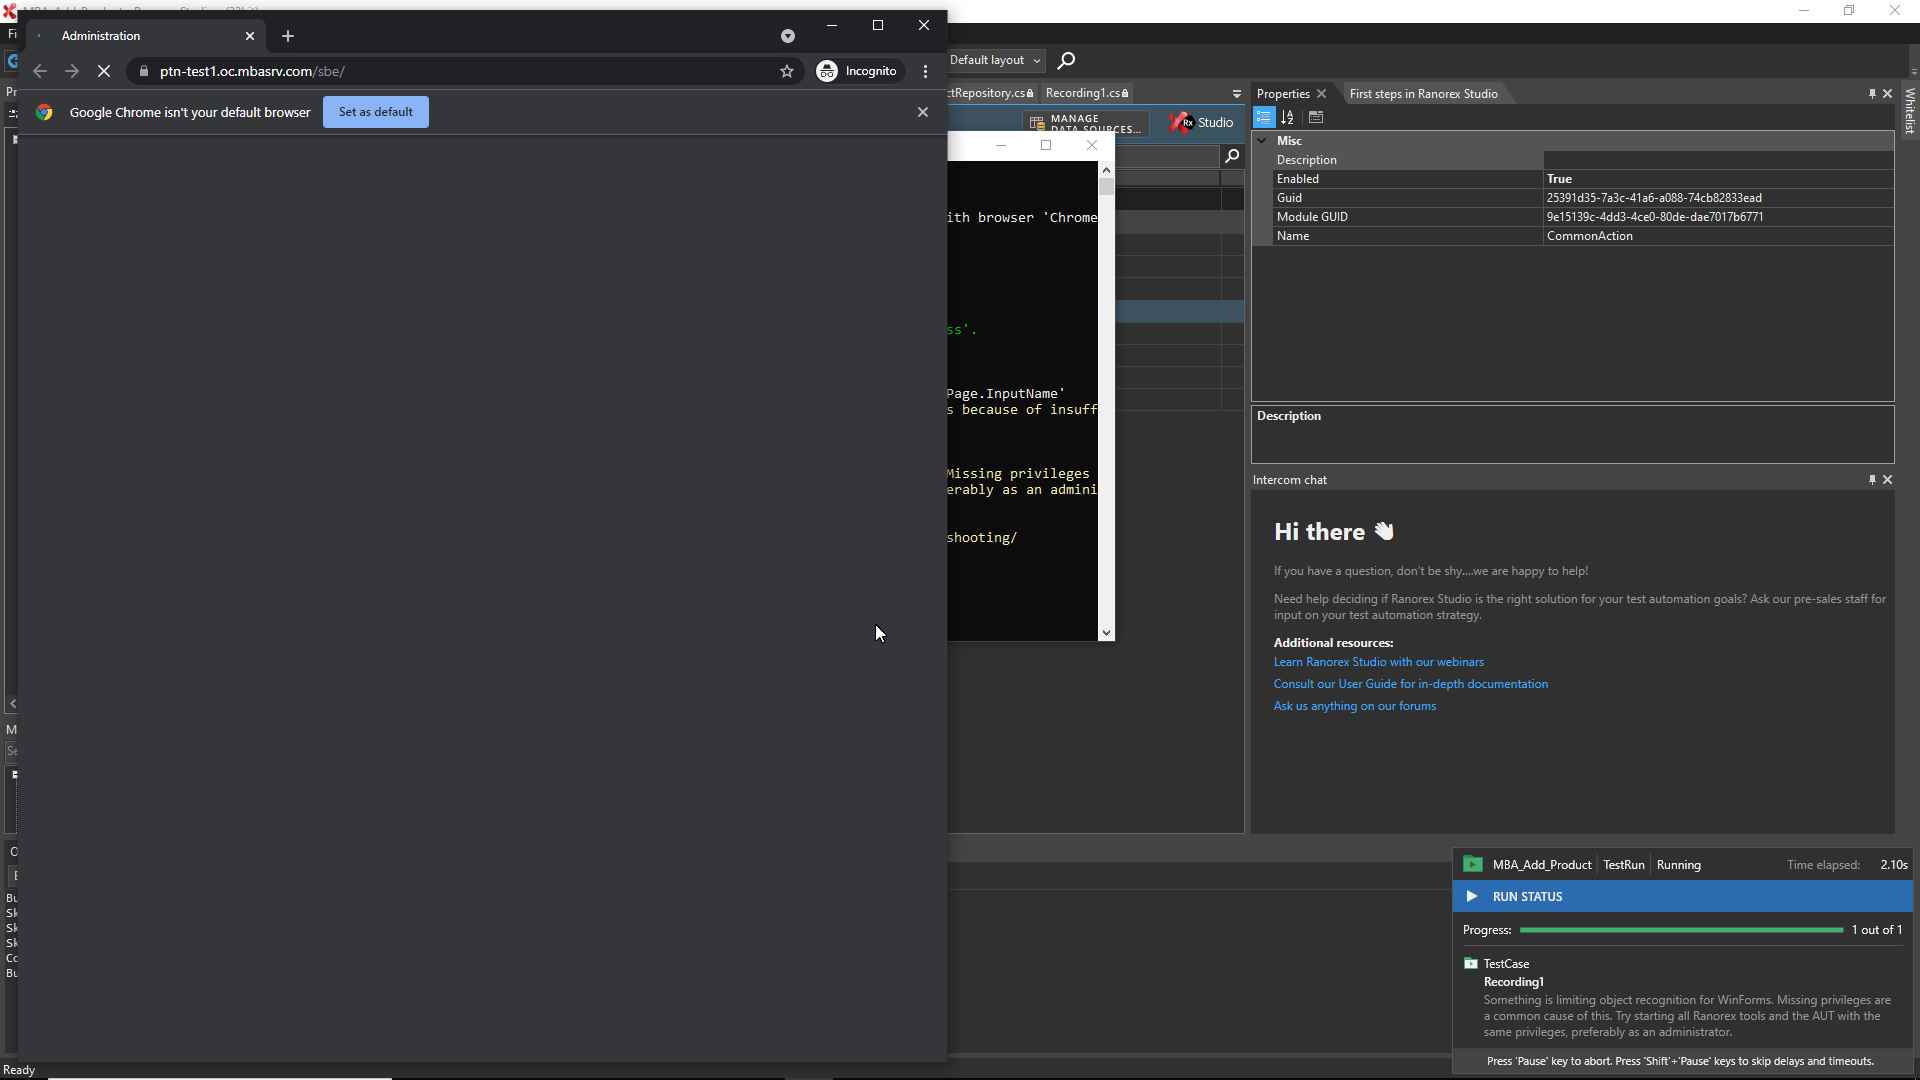 Administration
ptn-test1.oc.mbasrv.com/sbe/
Incognito
Google Chrome isn't your default browser
Set as default
Default layout
ctRepository.cs
Recording1.cs
MANAGE
DATA SOURCES...
Studio
ith browser 'Chrome
ss'.
Page.InputName'
s because of insuff
Missing privileges
erably as an admini
shooting/
Properties
First steps in Ranorex Studio
Whitelist
Misc
Description
Enabled True
Guid 25391d35-7a3c-41a6-a088-74cb82833ead
Module GUID 9e15139c-4dd3-4ce0-80de-dae7017b6771
Name CommonAction
Description
Intercom chat
Hi there 👋
If you have a question, don't be shy....we are happy to help!
Need help deciding if Ranorex Studio is the right solution for your test automation goals? Ask our pre-sales staff for
input on your test automation strategy.
Additional resources:
Learn Ranorex Studio with our webinars
Consult our User Guide for in-depth documentation
Ask us anything on our forums
Fi
Pr
M
Se
O
Bu
Sk
Sk
Sk
Co
Bu
Ready
MBA_Add_Product TestRun Running Time elapsed: 2.10s
RUN STATUS
Progress: 1 out of 1
TestCase
Recording1
Something is limiting object recognition for WinForms. Missing privileges are
a common cause of this. Try starting all Ranorex tools and the AUT with the
same privileges, preferably as an administrator.
Press 'Pause' key to abort. Press 'Shift'+'Pause' keys to skip delays and timeouts.